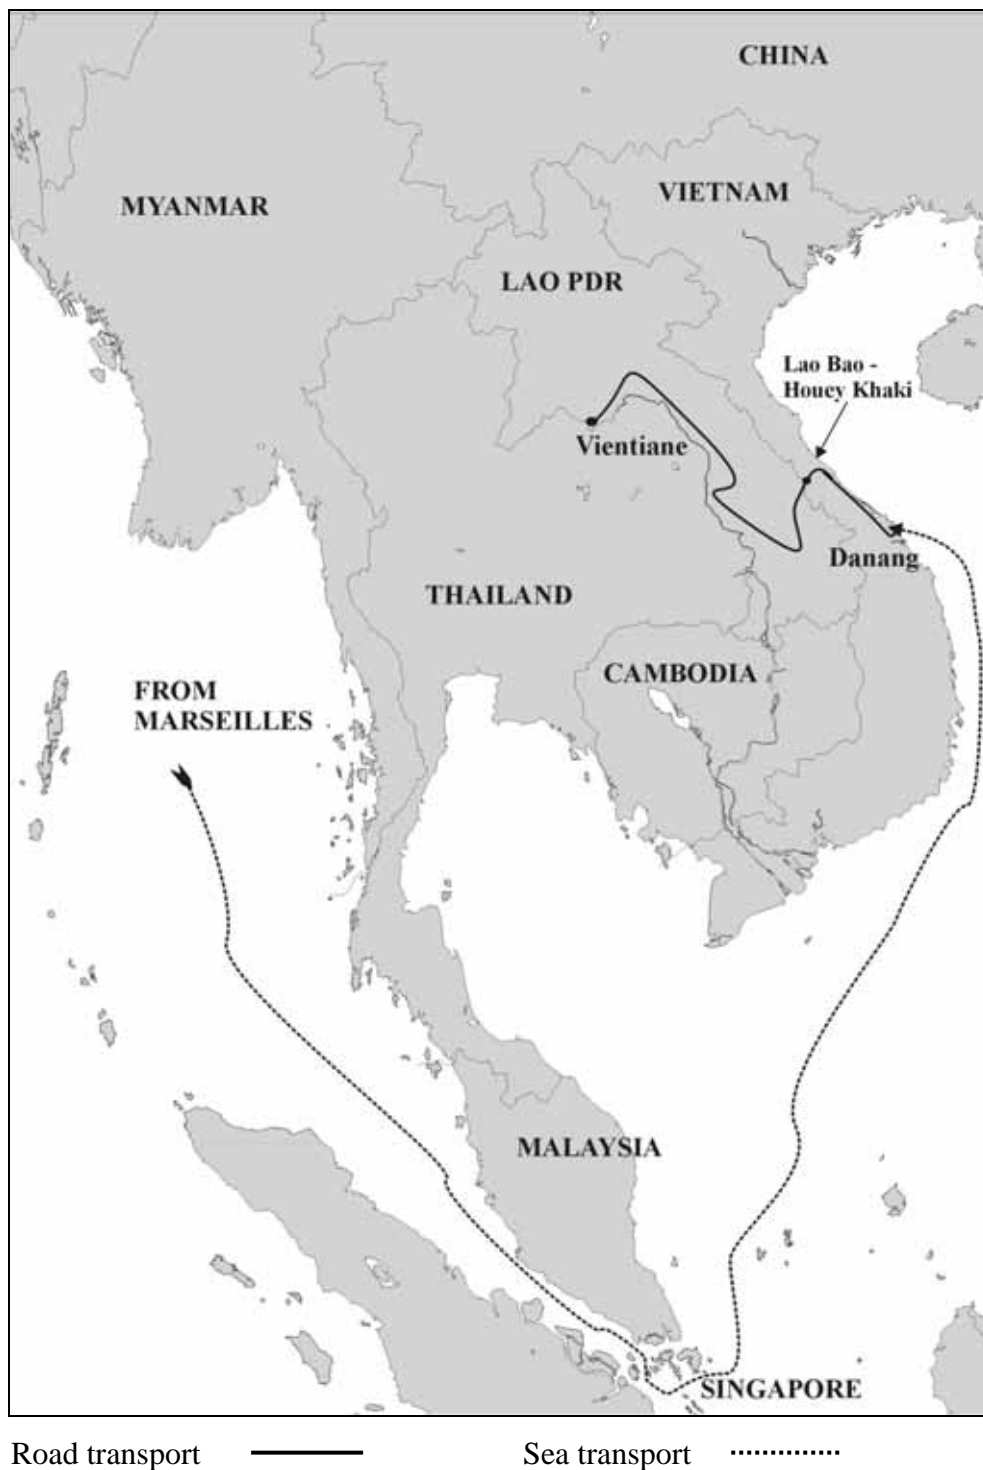 CHINA
MYANMAR
VIETNAM
LAO PDR
Lao Bao -
Houey Khaki
Vientiane
Danang
THAILAND
CAMBODIA
FROM
MARSEILLES
MALAYSIA
SINGAPORE
Road transport
Sea transport